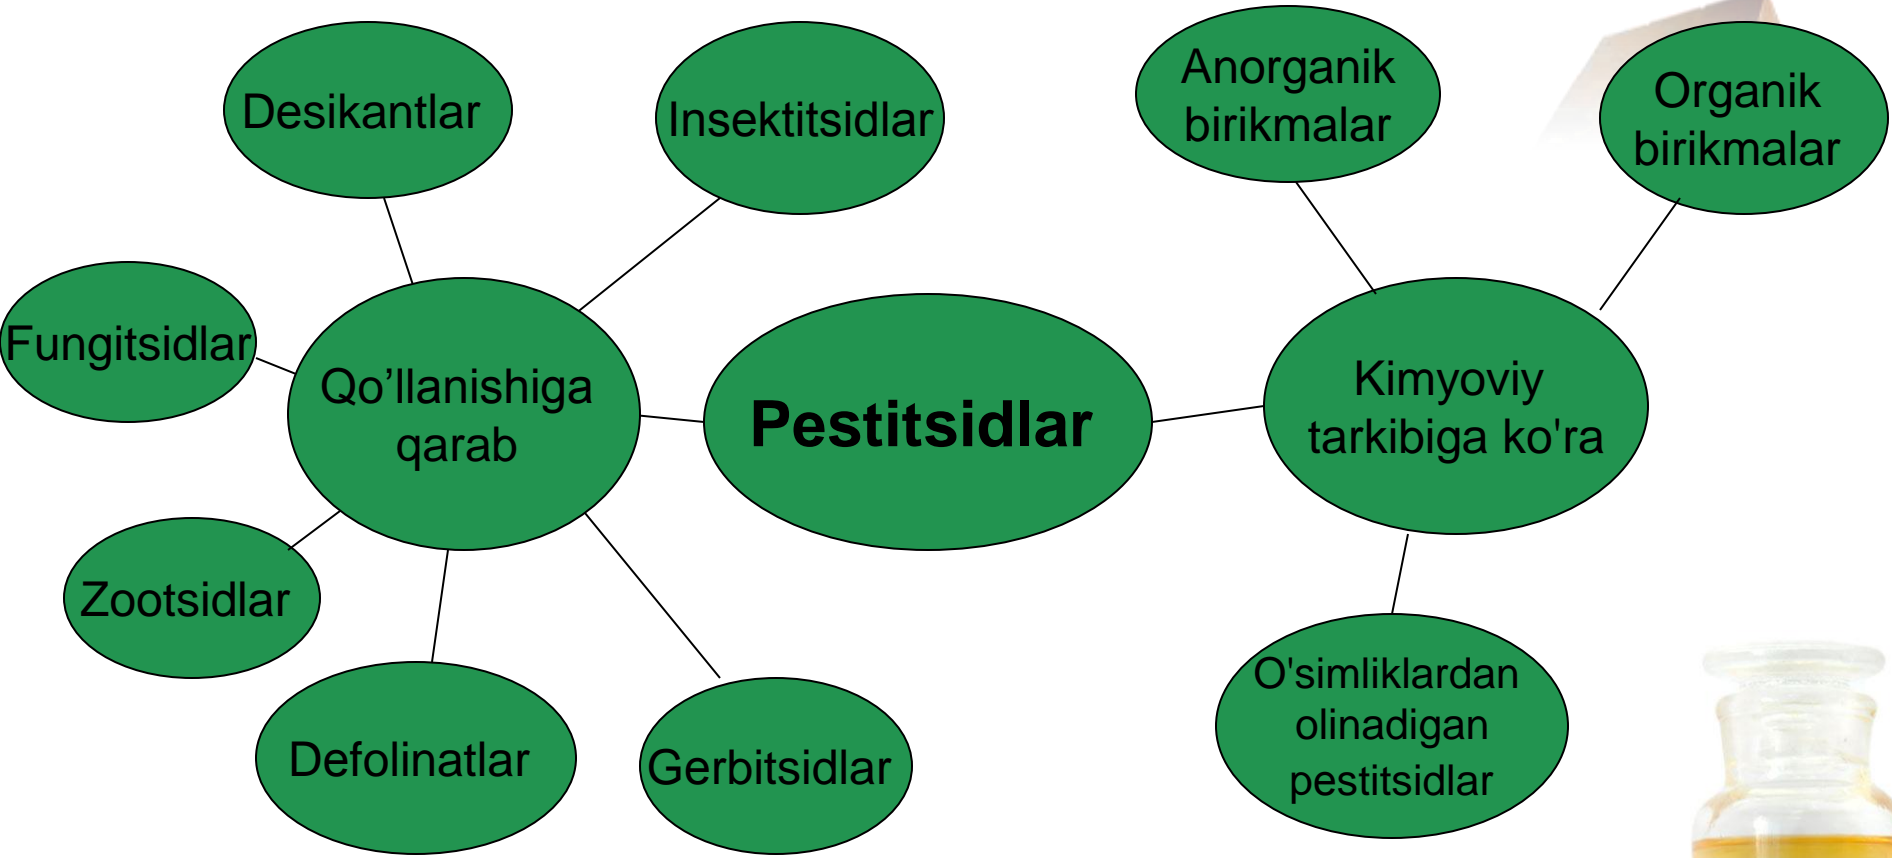 Desikantlar
Insektitsidlar
Anorganik
birikmalar
Organik
birikmalar
Fungitsidlar
Qo’llanishiga
qarab
Pestitsidlar
Kimyoviy
tarkibiga ko'ra
Zootsidlar
Defolinatlar
Gerbitsidlar
O'simliklardan
olinadigan
pestitsidlar